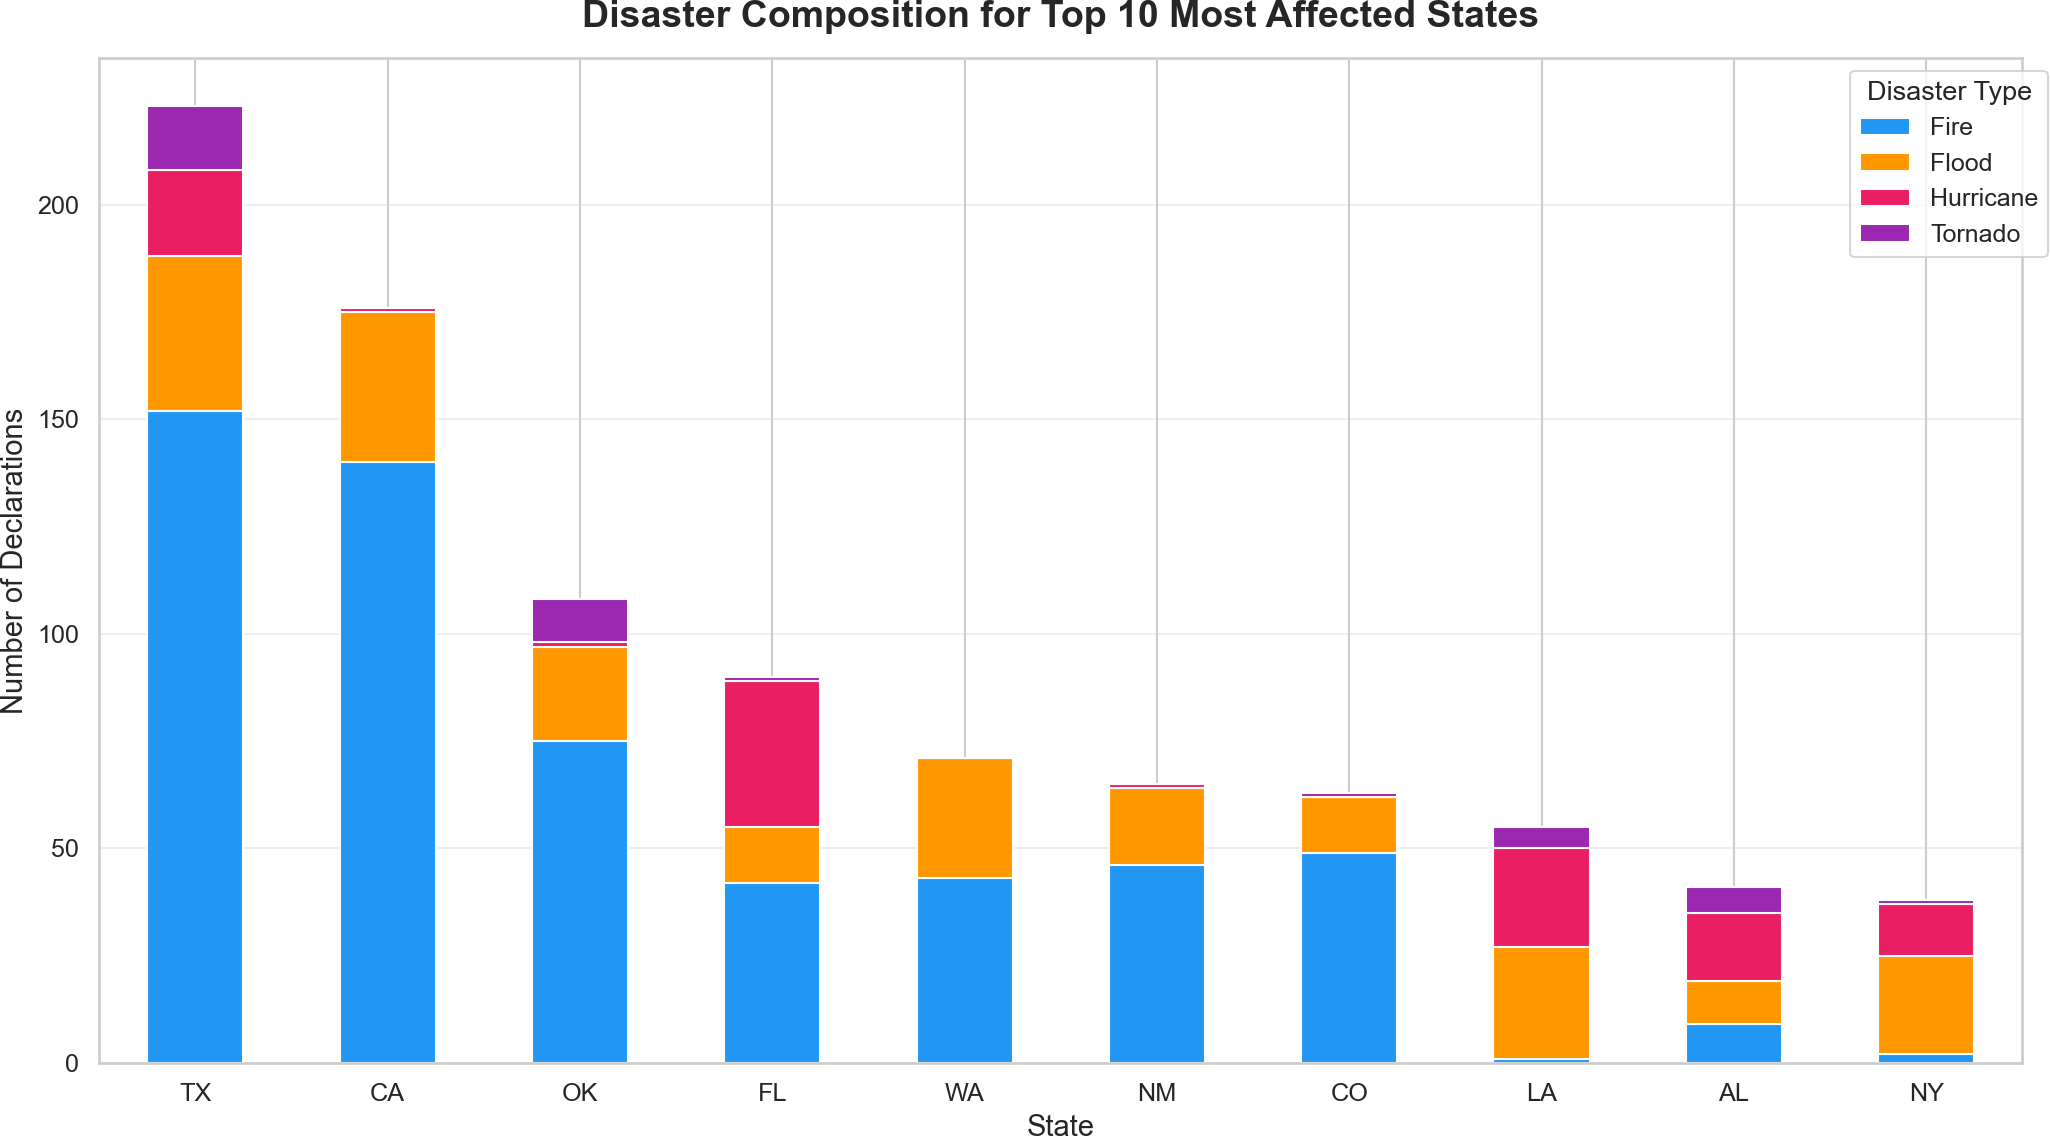 Disaster Composition for Top 10 Most Affected States
Number of Declarations
200
150
100
50
0
TX CA OK FL WA NM CO LA AL NY
State
Disaster Type
Fire
Flood
Hurricane
Tornado